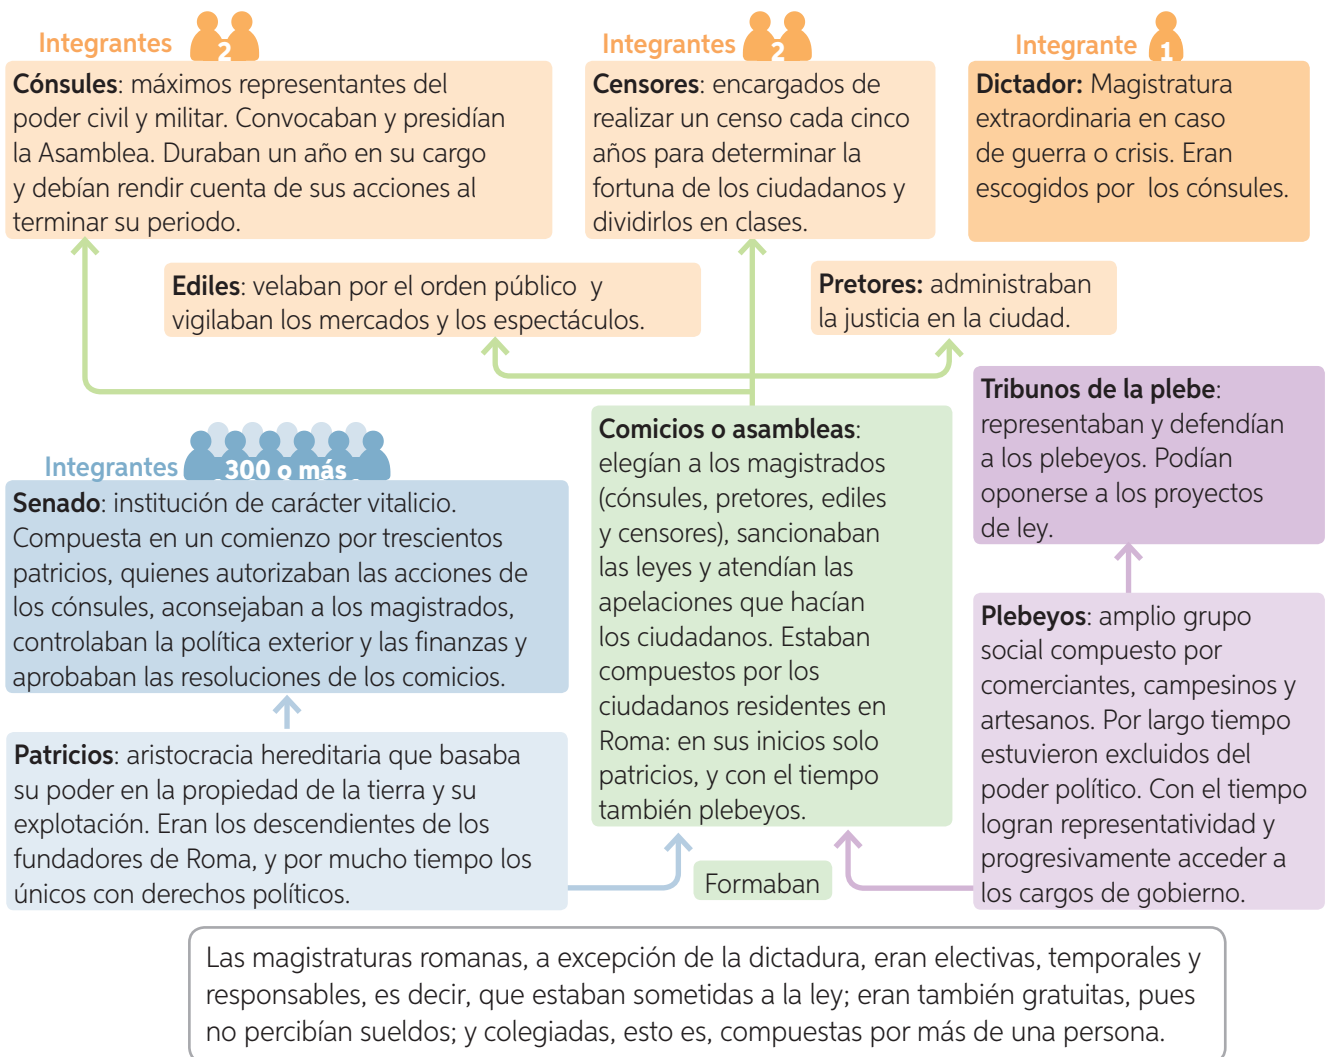 Integrantes 2
Cónsules: máximos representantes del
poder civil y militar. Convocaban y presidían
la Asamblea. Duraban un año en su cargo
y debían rendir cuenta de sus acciones al
terminar su periodo.
Integrantes 2
Censores: encargados de
realizar un censo cada cinco
años para determinar la
fortuna de los ciudadanos y
dividirlos en clases.
Integrante 1
Dictador: Magistratura
extraordinaria en caso
de guerra o crisis. Eran
escogidos por los cónsules.
Ediles: velaban por el orden público y
vigilaban los mercados y los espectáculos.
Pretores: administraban
la justicia en la ciudad.
Integrantes 300 o más
Senado: institución de carácter vitalicio.
Compuesta en un comienzo por trescientos
patricios, quienes autorizaban las acciones de
los cónsules, aconsejaban a los magistrados,
controlaban la política exterior y las finanzas y
aprobaban las resoluciones de los comicios.
Comicios o asambleas:
elegían a los magistrados
(cónsules, pretores, ediles
y censores), sancionaban
las leyes y atendían las
apelaciones que hacían
los ciudadanos. Estaban
compuestos por los
ciudadanos residentes en
Roma: en sus inicios solo
patricios, y con el tiempo
también plebeyos.
Tribunos de la plebe:
representaban y defendían
a los plebeyos. Podían
oponerse a los proyectos
de ley.
Patricios: aristocracia hereditaria que basaba
su poder en la propiedad de la tierra y su
explotación. Eran los descendientes de los
fundadores de Roma, y por mucho tiempo los
únicos con derechos políticos.
Formaban
Plebeyos: amplio grupo
social compuesto por
comerciantes, campesinos y
artesanos. Por largo tiempo
estuvieron excluidos del
poder político. Con el tiempo
logran representatividad y
progresivamente acceder a
los cargos de gobierno.
Las magistraturas romanas, a excepción de la dictadura, eran electivas, temporales y
responsables, es decir, que estaban sometidas a la ley; eran también gratuitas, pues
no percibían sueldos; y colegiadas, esto es, compuestas por más de una persona.